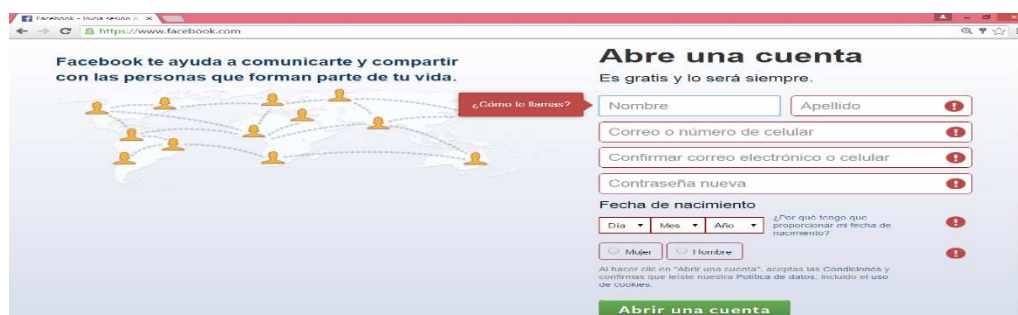 Facebook - Inicia sesión o
https://www.facebook.com
Facebook te ayuda a comunicarte y compartir
con las personas que forman parte de tu vida.
Abre una cuenta
Es gratis y lo será siempre.
¿Cómo te llamas?
Nombre
Apellido
Correo o número de celular
Confirmar correo electrónico o celular
Contraseña nueva
Fecha de nacimiento
Día
Mes
Año
¿Por qué tengo que
proporcionar mi fecha de
nacimiento?
Mujer
Hombre
Al hacer clic en "Abrir una cuenta", aceptas las Condiciones y
confirmas que leíste nuestra Política de datos, incluido el uso
de cookies.
Abrir una cuenta